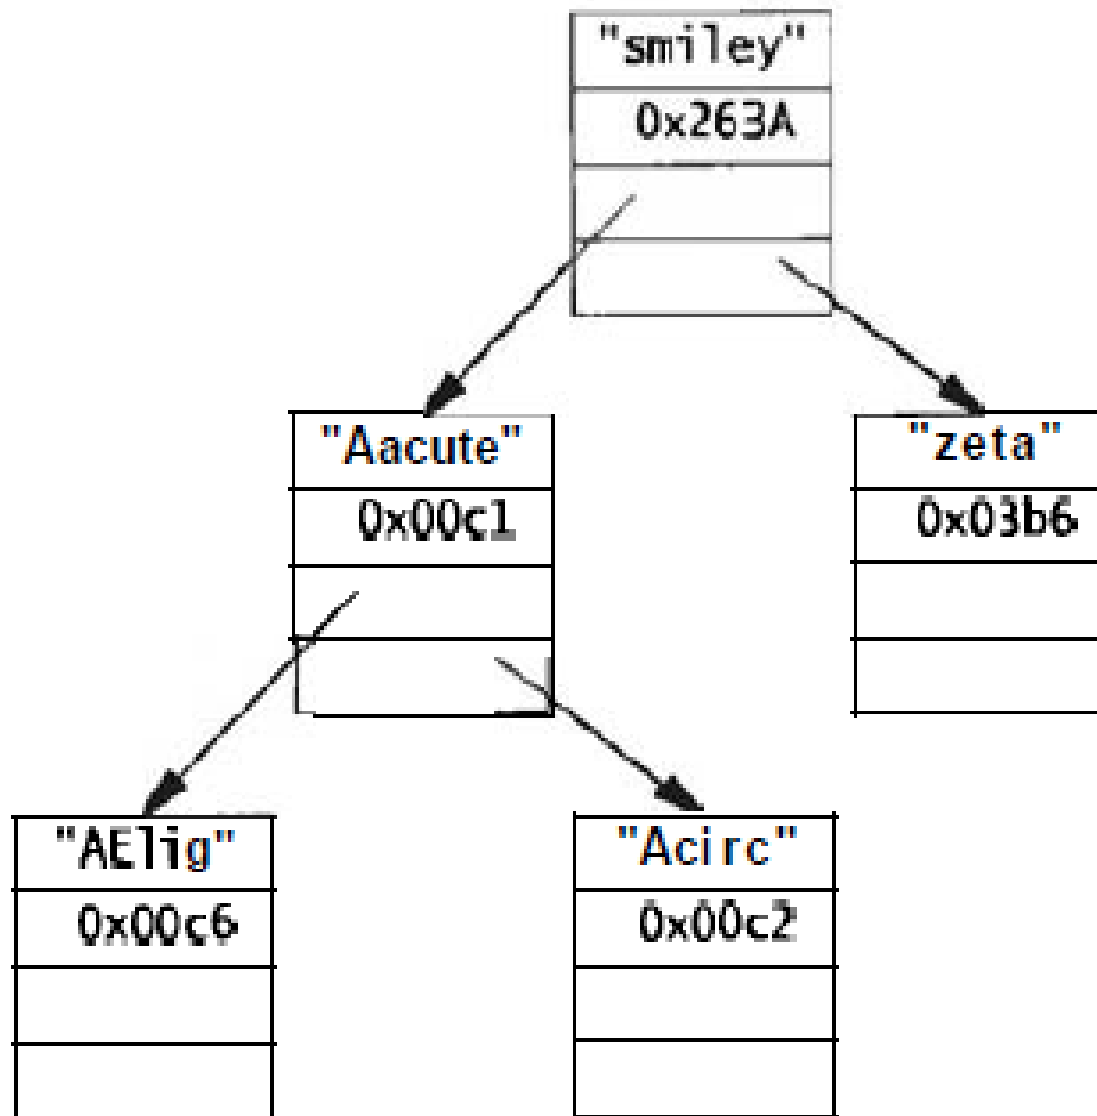 "smiley"
0x263A
"Aacute"
0x00c1
"zeta"
0x03b6
"AElig"
0x00c6
"Acirc"
0x00c2